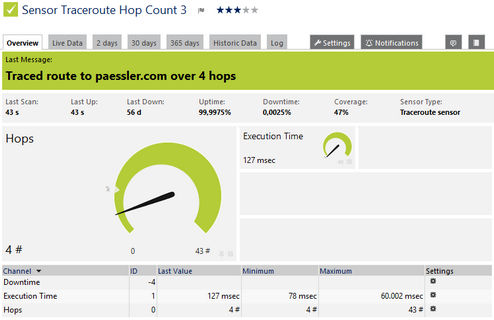 Sensor Traceroute Hop Count 3
Overview Live Data 2 days 30 days 365 days Historic Data Log Settings Notifications
Last Message:
Traced route to paessler.com over 4 hops
Last Scan: Last Up: Last Down: Uptime: Downtime: Coverage: Sensor Type:
43 s 43 s 56 d 99,9975% 0,0025% 47% Traceroute sensor
Hops
4 #
0 43 #
Execution Time
127 msec
Channel ID Last Value Minimum Maximum Settings
Downtime -4
Execution Time 1 127 msec 78 msec 60.002 msec
Hops 0 4 # 4 # 43 #